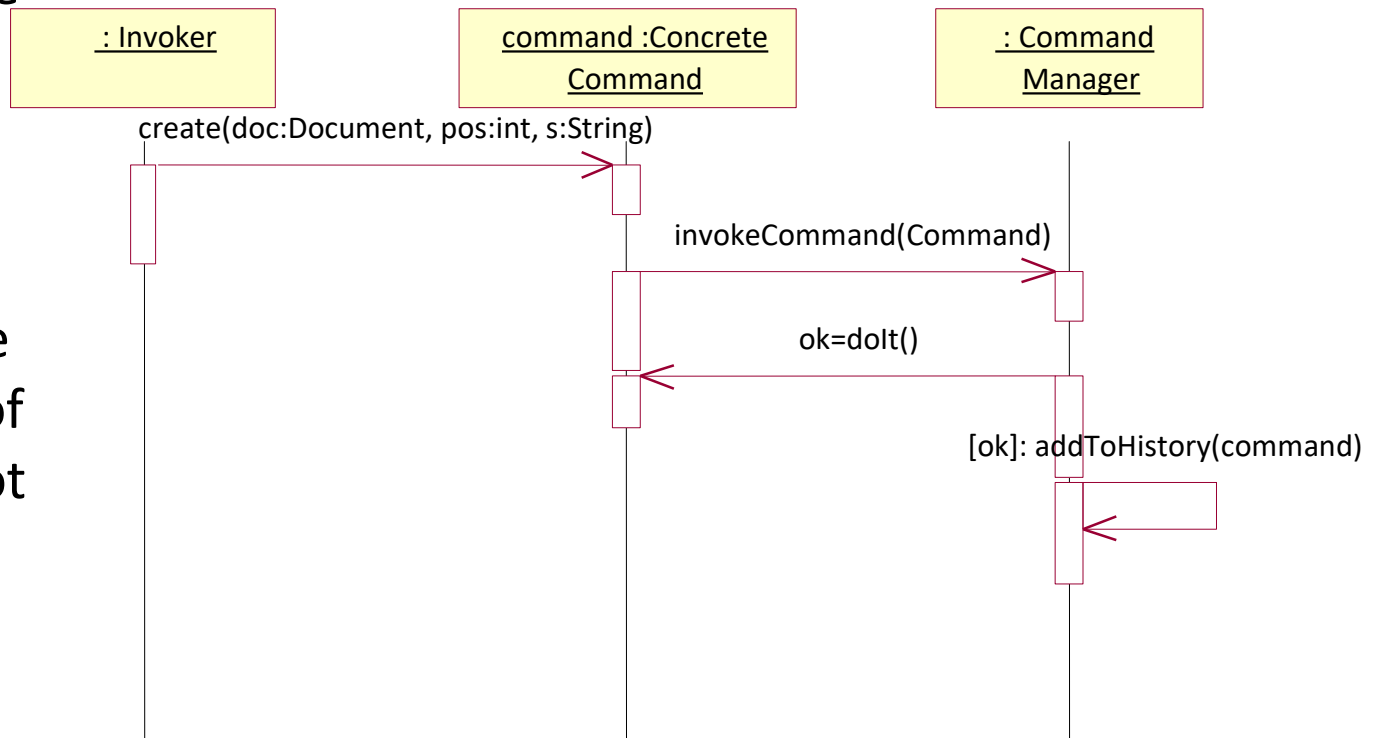 : Invoker
command :Concrete
Command
: Command
Manager
create(doc:Document, pos:int, s:String)
invokeCommand(Command)
ok=doIt()
[ok]: addToHistory(command)
of